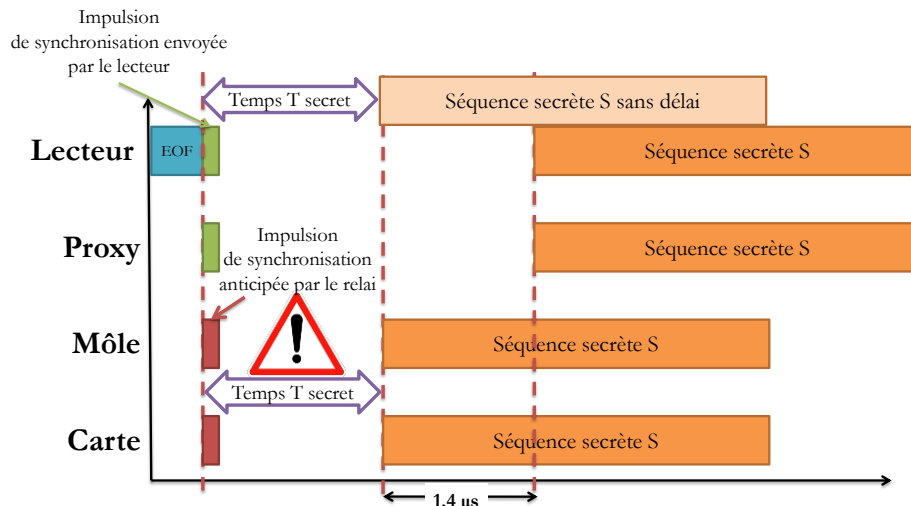 Impulsion
de synchronisation envoyée
par le lecteur
Temps T secret
Séquence secrète S sans délai
Lecteur
EOF
Séquence secrète S
Proxy
Séquence secrète S
Impulsion
de synchronisation
anticipée par le relai
!
Môle
Séquence secrète S
Temps T secret
Carte
Séquence secrète S
1,4 µs